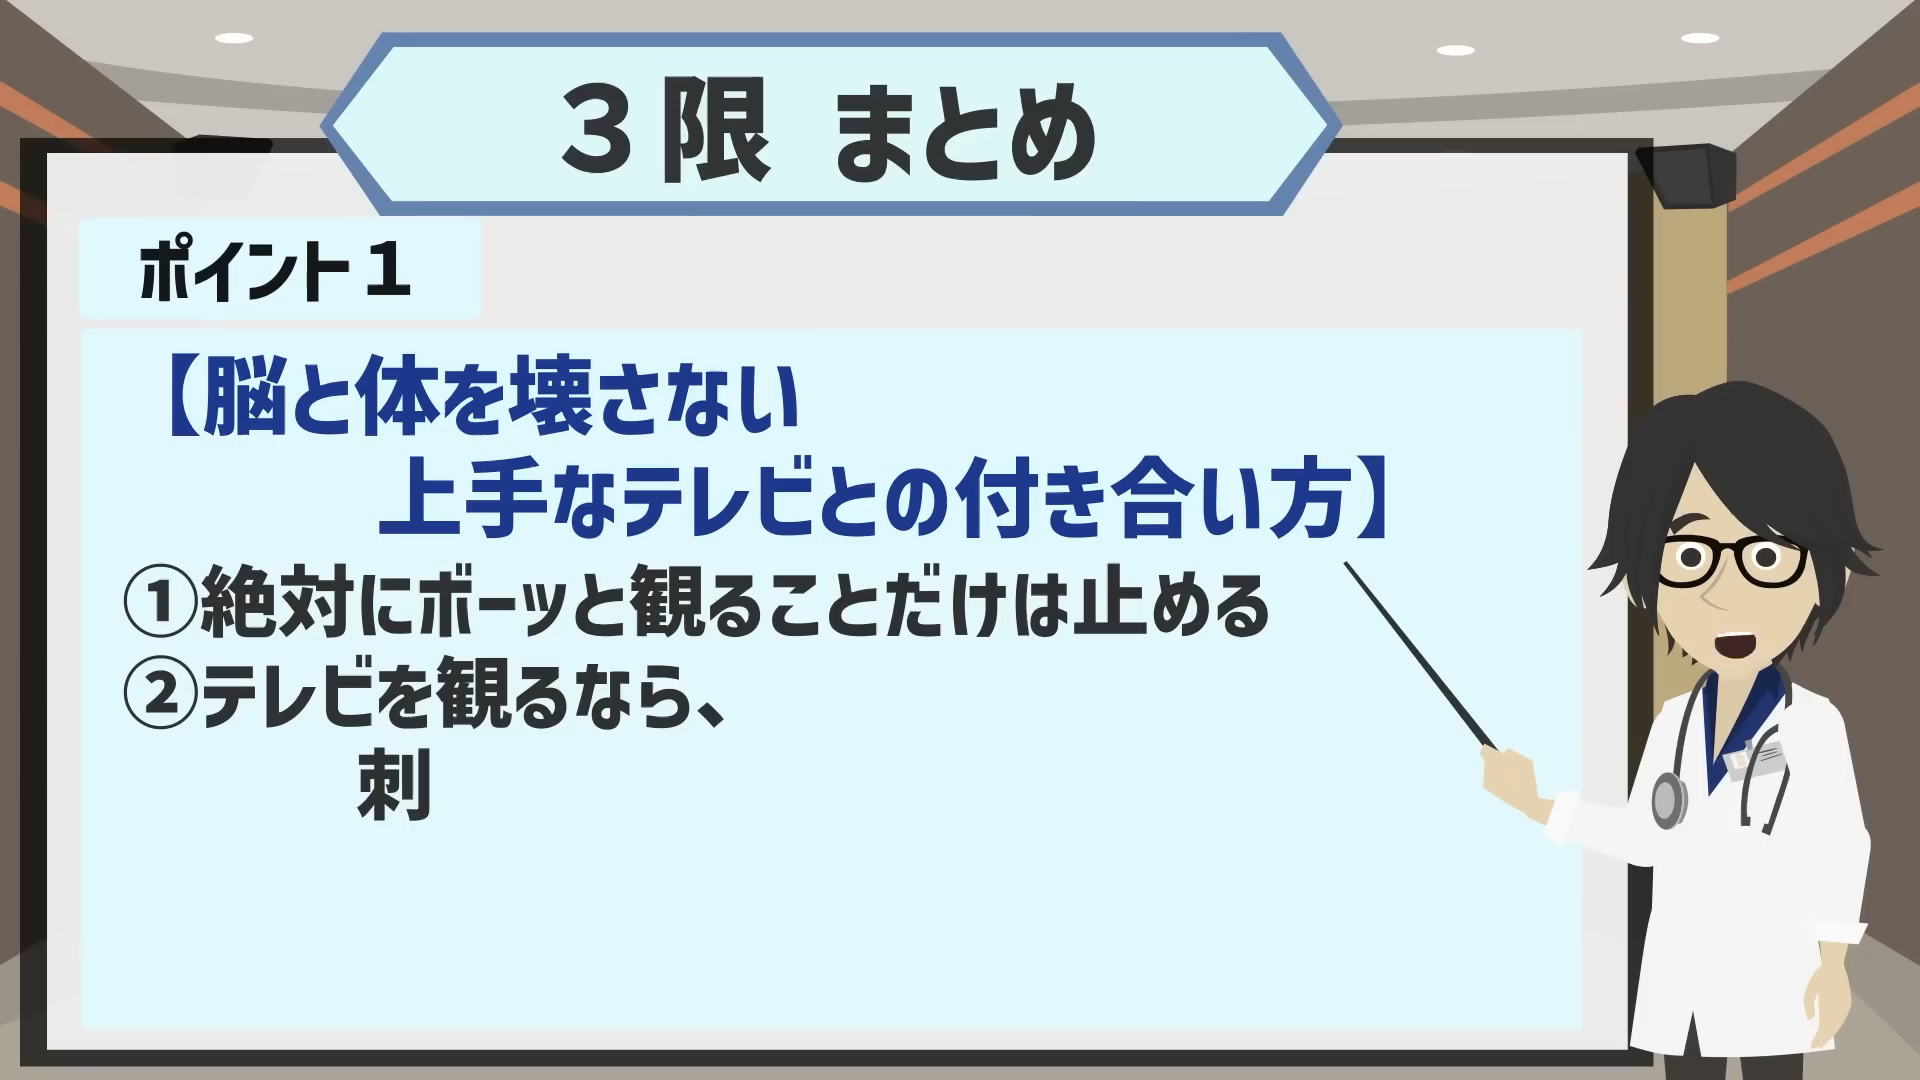 ３限 まとめ
ポイント１
【脳と体を壊さない
上手なテレビとの付き合い方】
①絶対にボーッと観ることだけは止める
②テレビを観るなら、
刺